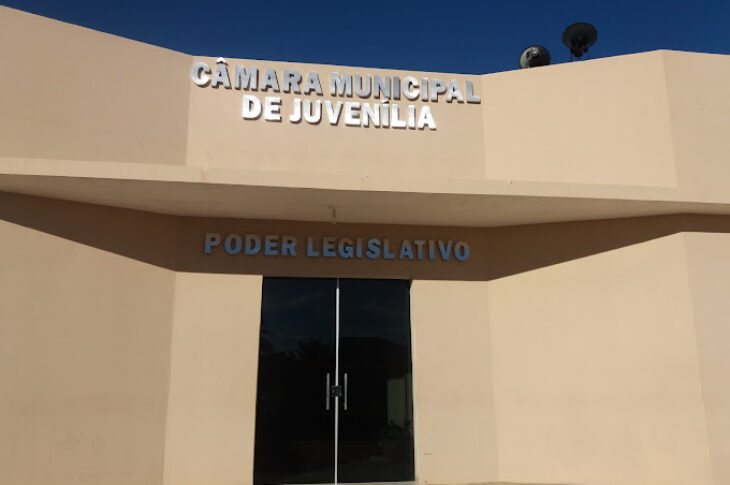 CÂMARA MUNICIPAL
DE JUVENÍLIA
PODER LEGISLATIVO